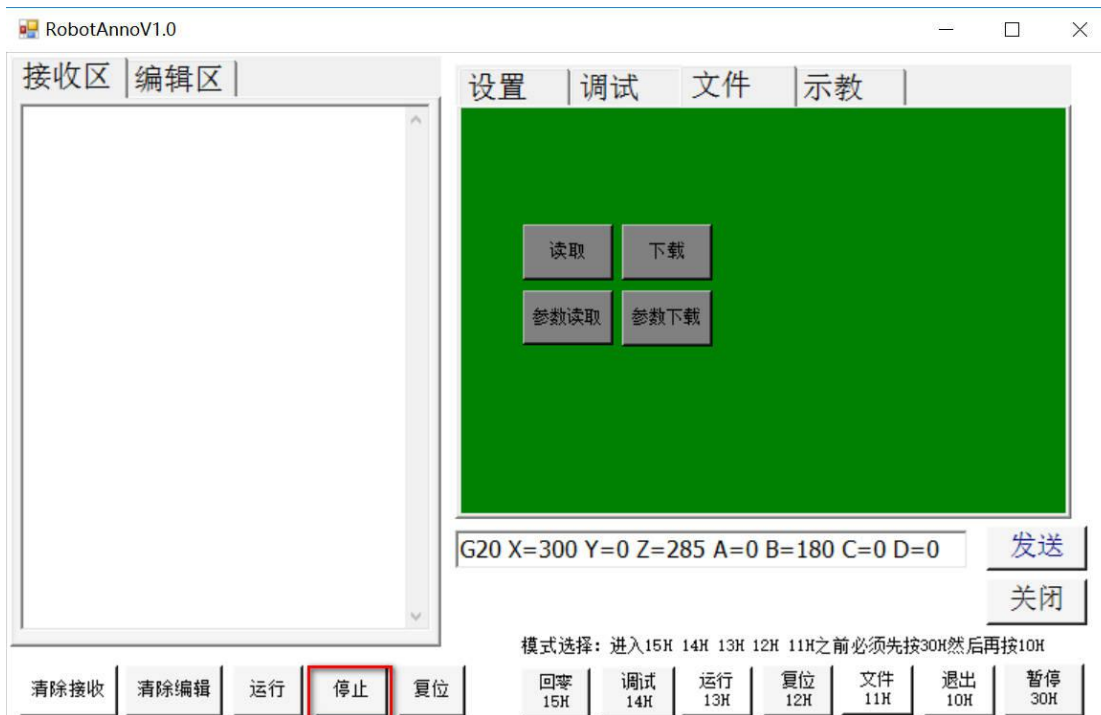 RobotAnnoV1.0
接收区 编辑区
设置 调试 文件 示教
读取 下载
参数读取 参数下载
G20 X=300 Y=0 Z=285 A=0 B=180 C=0 D=0 发送
关闭
模式选择：进入15H 14H 13H 12H 11H之前必须先按30H然后再按10H
清除接收 清除编辑 运行 停止 复位 回零 调试 运行 复位 文件 退出 暂停
15H 14H 13H 12H 11H 10H 30H